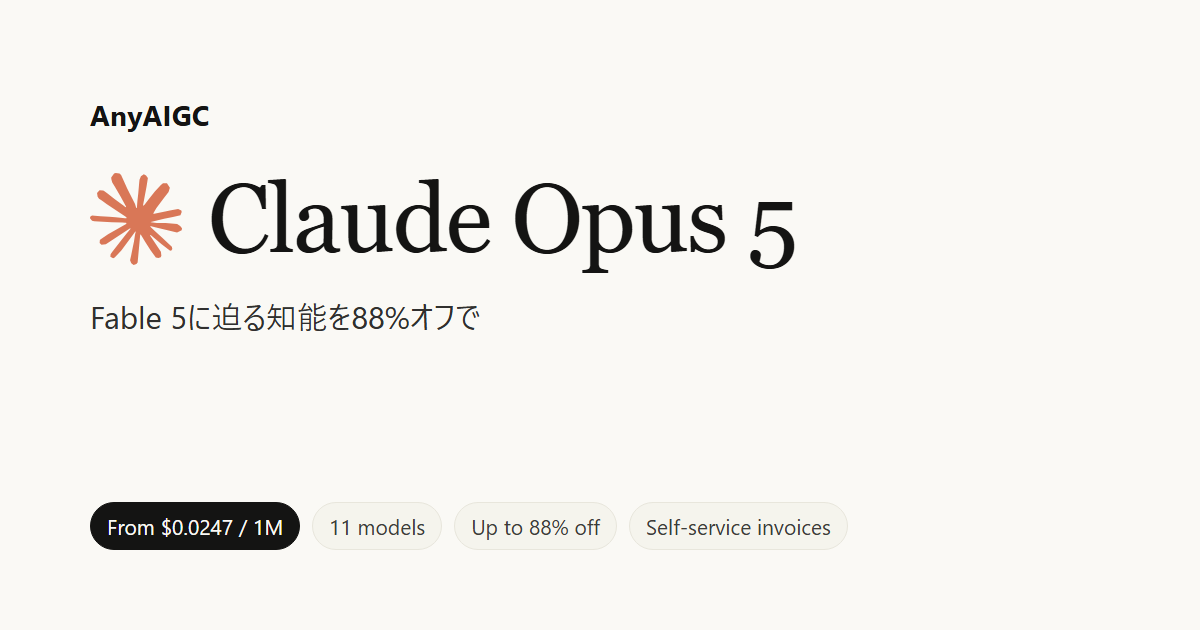 AnyAIGC
Claude Opus 5
Fable 5に迫る知能を88%オフで
From $0.0247 / 1M
11 models
Up to 88% off
Self-service invoices